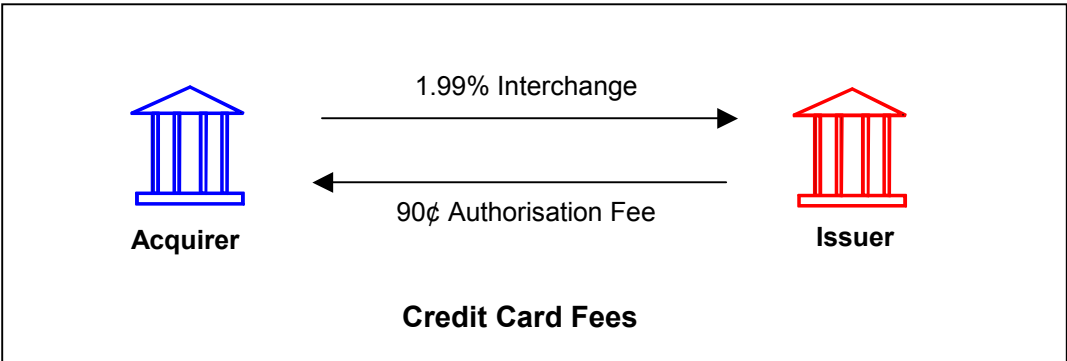 1.99% Interchange
90¢ Authorisation Fee
Acquirer
Issuer
Credit Card Fees